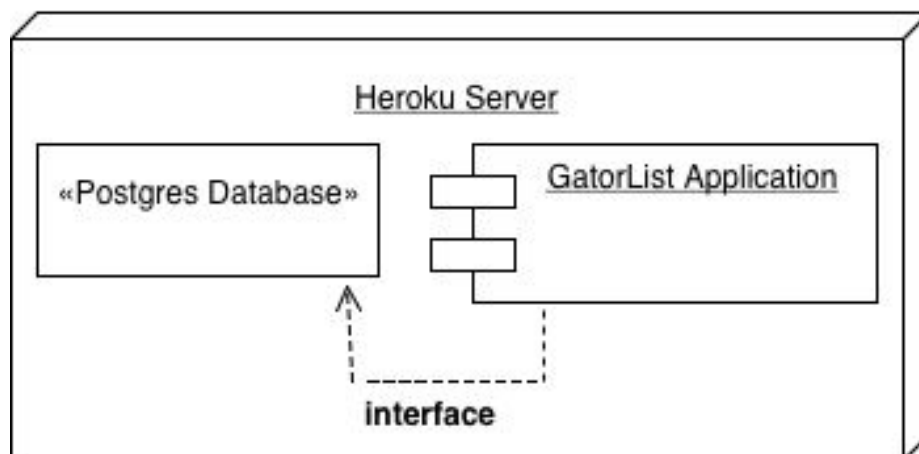 Heroku Server
«Postgres Database»
GatorList Application
interface